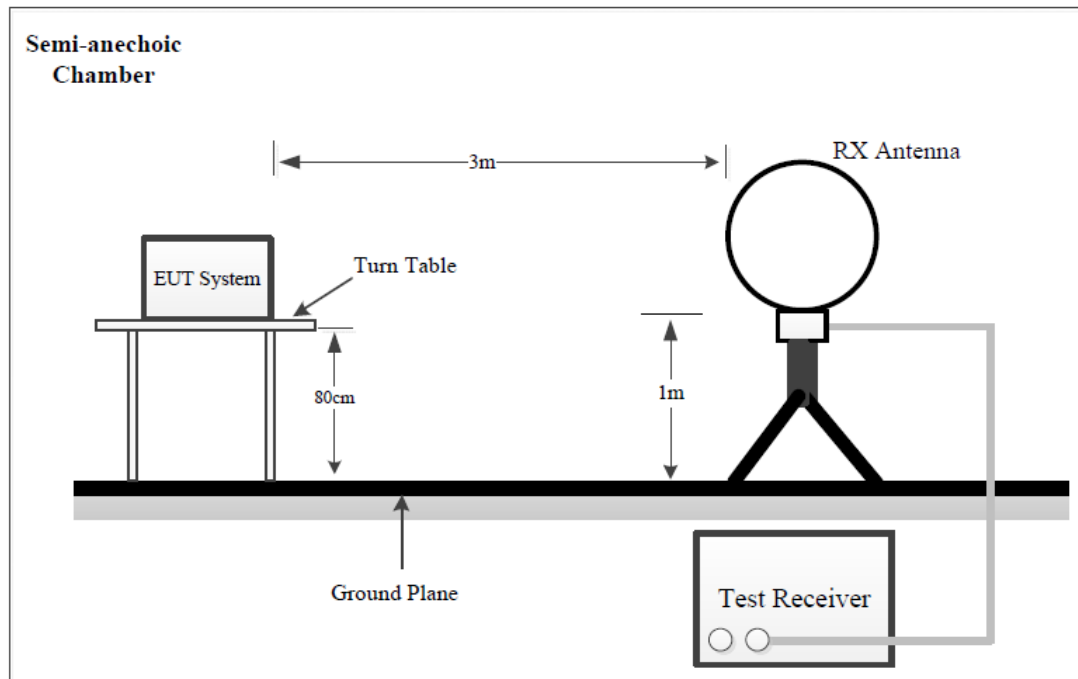 Semi-anechoic
Chamber
3m
RX Antenna
EUT System
Turn Table
80cm
1m
Ground Plane
Test Receiver